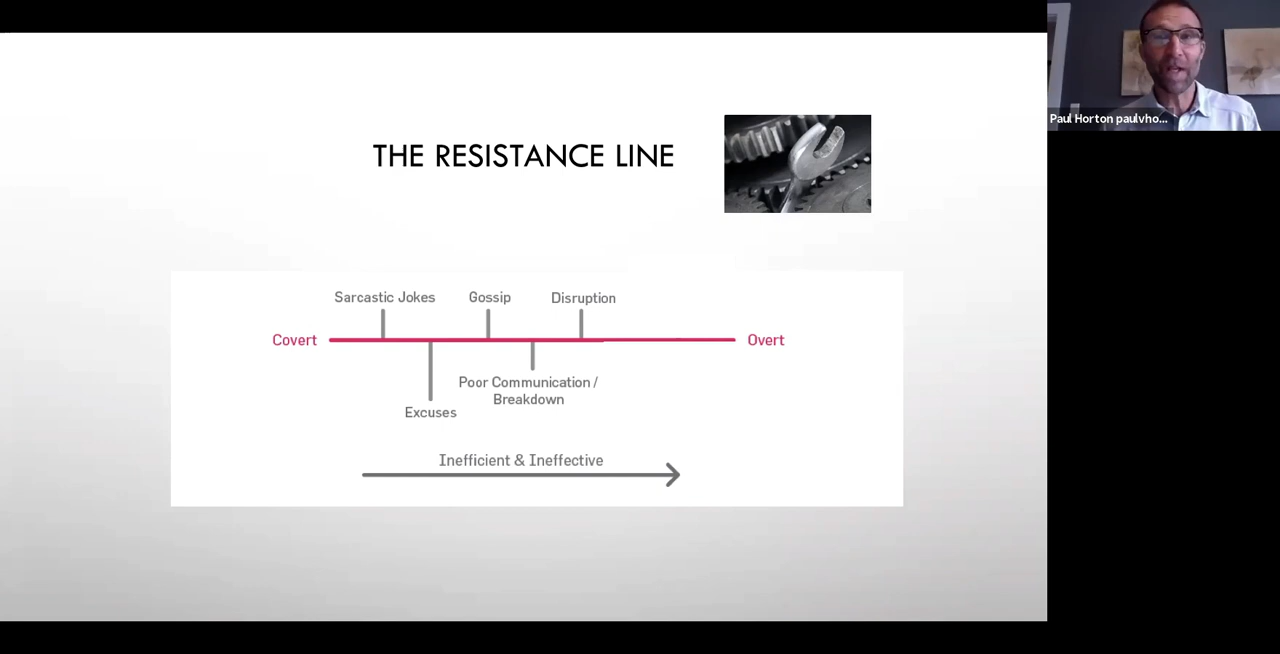 THE RESISTANCE LINE
Paul Horton paulvho...
Sarcastic Jokes
Gossip
Disruption
Covert
Overt
Poor Communication /
Breakdown
Excuses
Inefficient & Ineffective